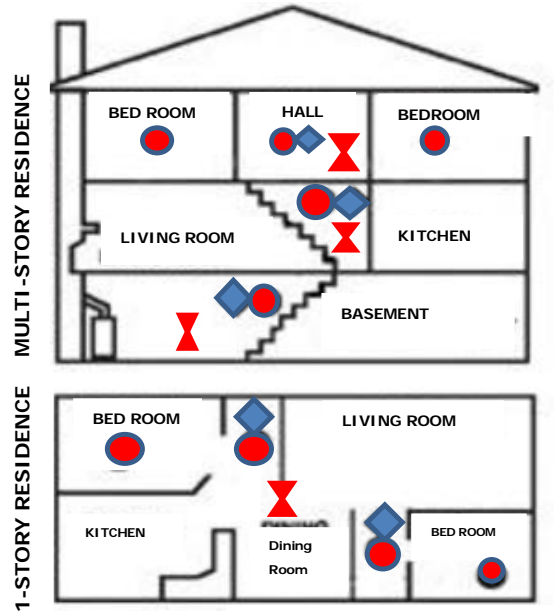 MULTI-STORY RESIDENCE
BED ROOM
HALL
BEDROOM
LIVING ROOM
KITCHEN
BASEMENT
1-STORY RESIDENCE
BED ROOM
LIVING ROOM
KITCHEN
Dining
Room
BED ROOM